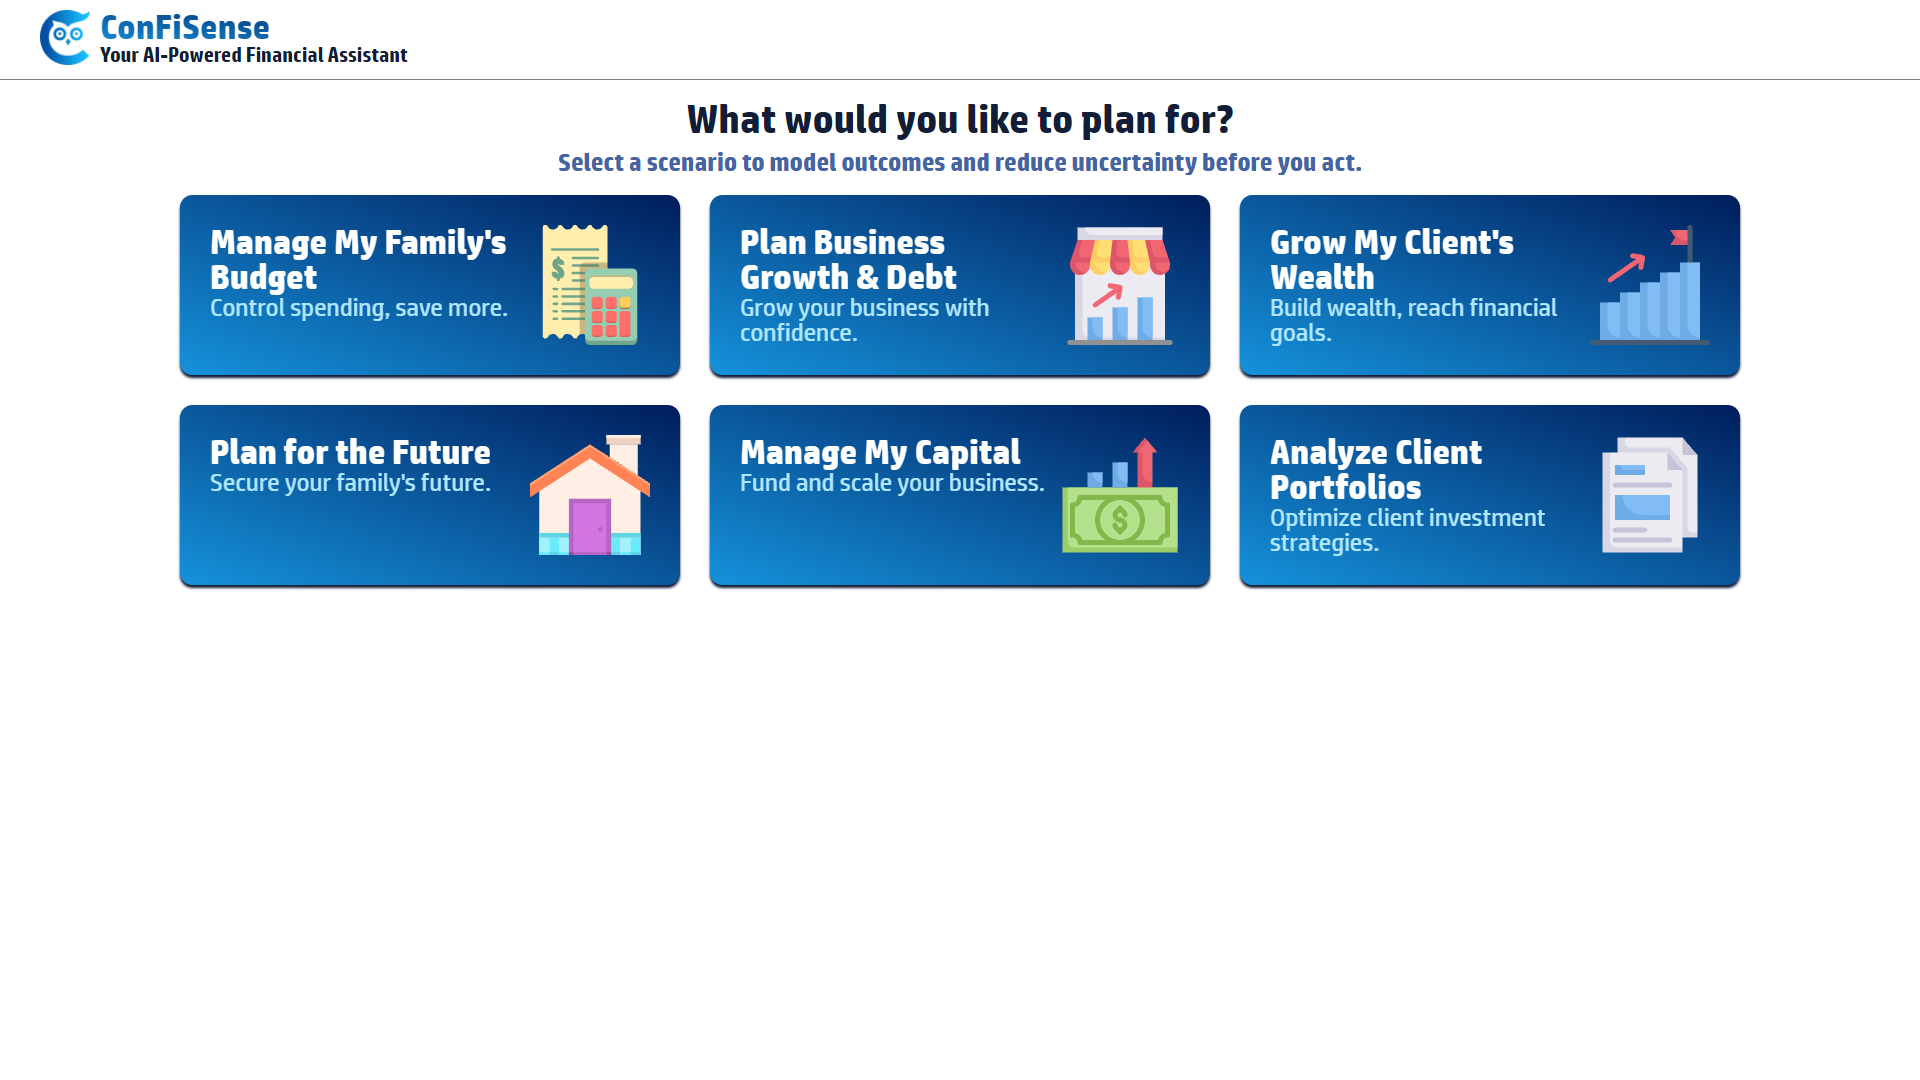 ConFiSense
Your AI-Powered Financial Assistant
What would you like to plan for?
Select a scenario to model outcomes and reduce uncertainty before you act.
Manage My Family's
Budget
Control spending, save more.
$
Plan Business
Growth & Debt
Grow your business with
confidence.
Grow My Client's
Wealth
Build wealth, reach financial
goals.
Plan for the Future
Secure your family's future.
Manage My Capital
Fund and scale your business.
$
Analyze Client
Portfolios
Optimize client investment
strategies.